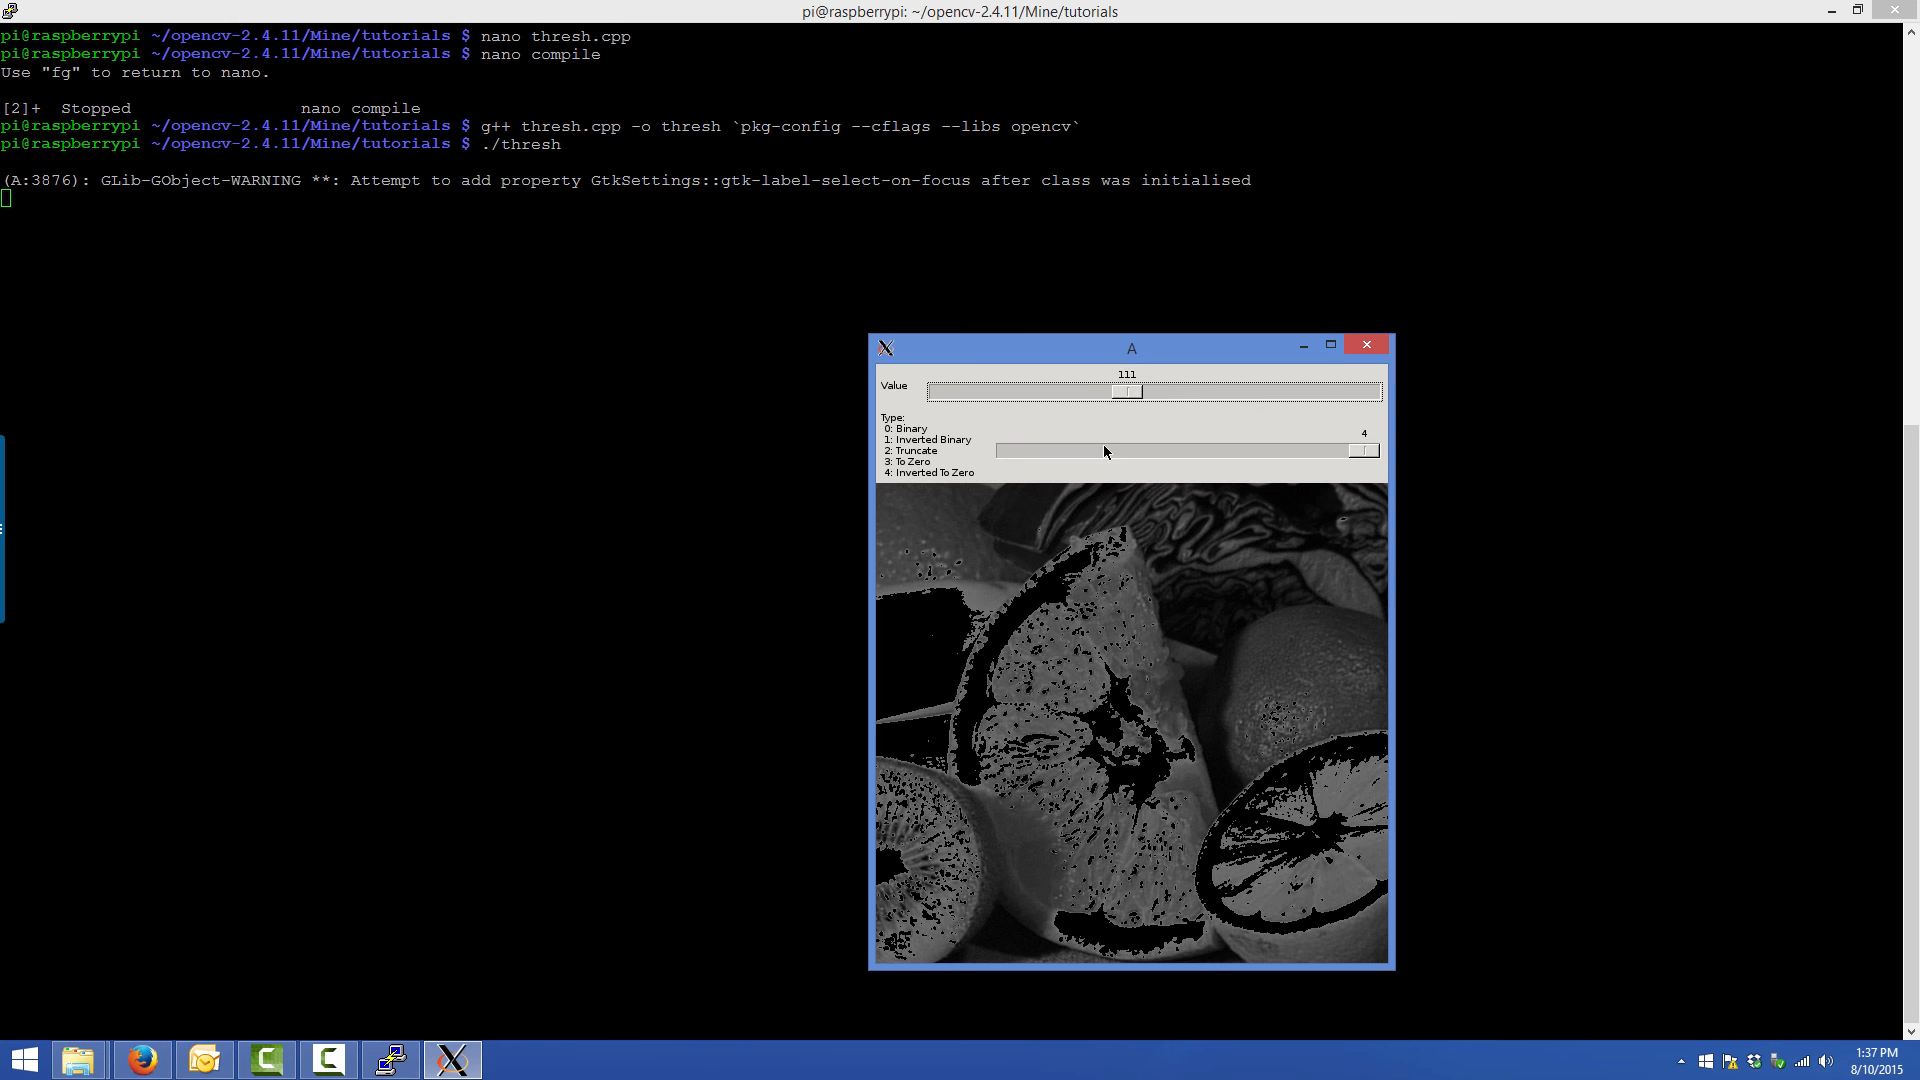 pi@raspberrypi: ~/opencv-2.4.11/Mine/tutorials
pi@raspberrypi ~/opencv-2.4.11/Mine/tutorials $ nano thresh.cpp
pi@raspberrypi ~/opencv-2.4.11/Mine/tutorials $ nano compile
Use "fg" to return to nano.
[2]+  Stopped                 nano compile
pi@raspberrypi ~/opencv-2.4.11/Mine/tutorials $ g++ thresh.cpp -o thresh `pkg-config --cflags --libs opencv`
pi@raspberrypi ~/opencv-2.4.11/Mine/tutorials $ ./thresh
(A:3876): GLib-GObject-WARNING **: Attempt to add property GtkSettings::gtk-label-select-on-focus after class was initialised
A
111
Value
Type:
0: Binary
4
1: Inverted Binary
2: Truncate
3: To Zero
4: Inverted To Zero
1:37 PM
8/10/2015